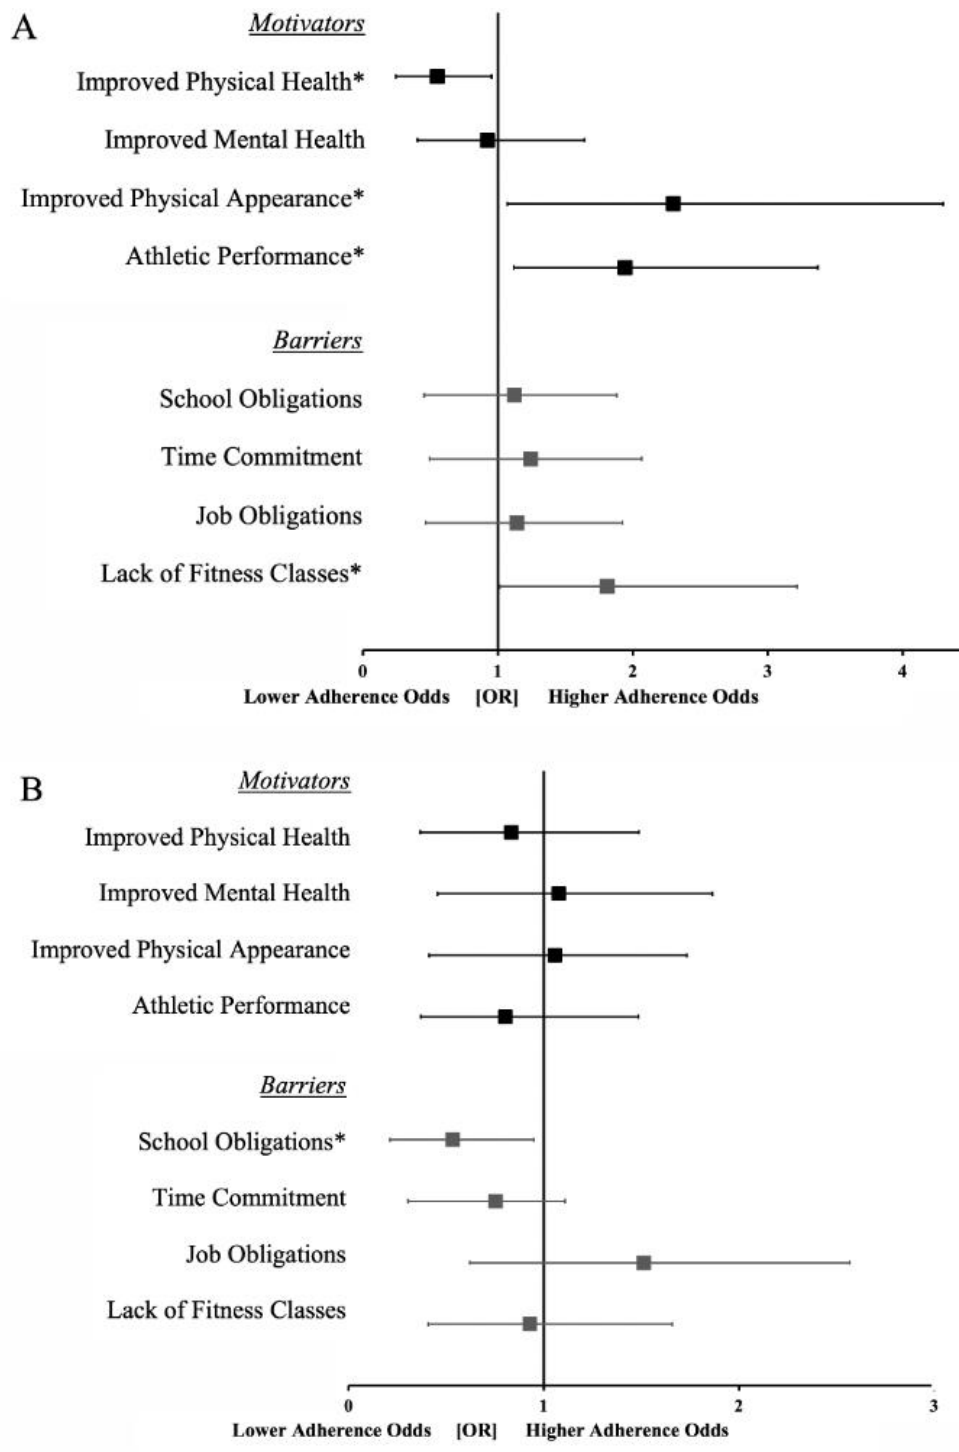 A
Motivators
Improved Physical Health*
Improved Mental Health
Improved Physical Appearance*
Athletic Performance*
Barriers
School Obligations
Time Commitment
Job Obligations
Lack of Fitness Classes*
0 1 2 3 4
Lower Adherence Odds [OR] Higher Adherence Odds
B
Motivators
Improved Physical Health
Improved Mental Health
Improved Physical Appearance
Athletic Performance
Barriers
School Obligations*
Time Commitment
Job Obligations
Lack of Fitness Classes
0 1 2 3
Lower Adherence Odds [OR] Higher Adherence Odds